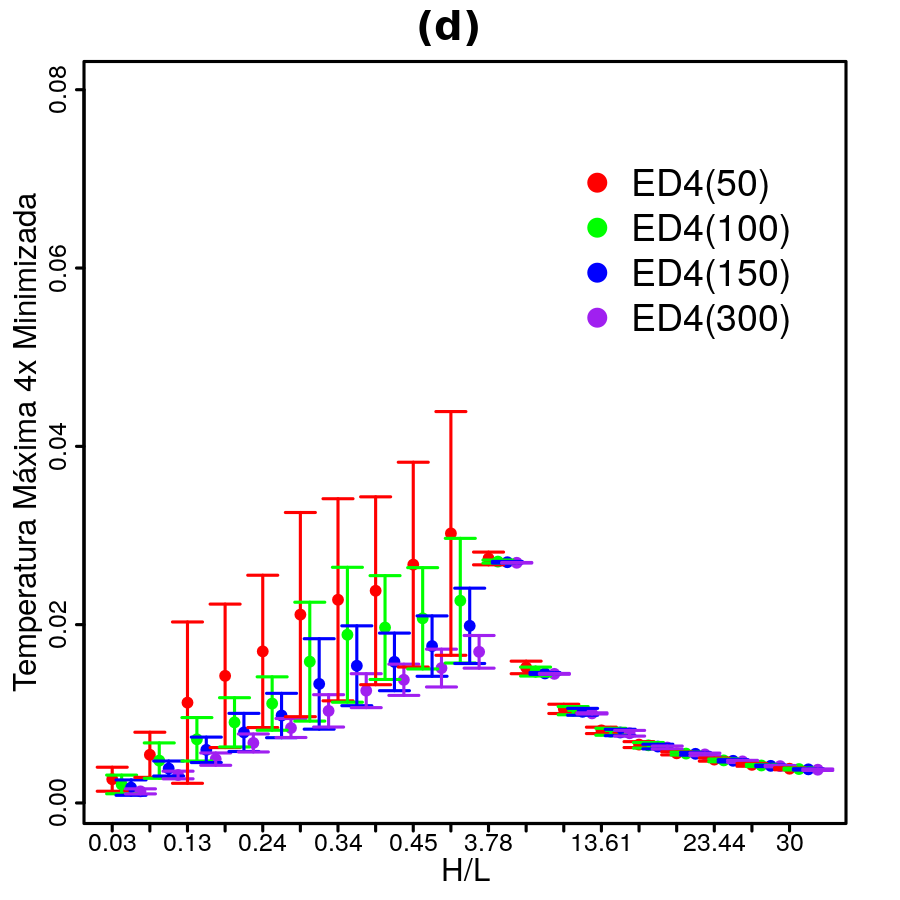 (d)
Temperatura Máxima 4x Minimizada
0.08
0.06
0.04
0.02
0.00
ED4(50)
ED4(100)
ED4(150)
ED4(300)
0.03 0.13 0.24 0.34 0.45 3.78 13.61 23.44 30
H/L